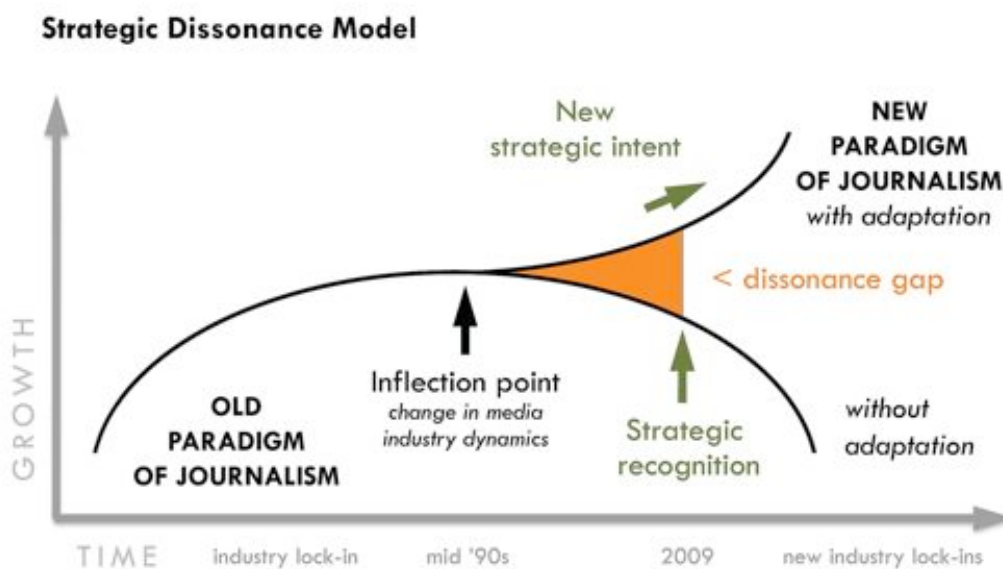 Strategic Dissonance Model
New
strategic intent
NEW
PARADIGM
OF JOURNALISM
with adaptation
< dissonance gap
GROWTH
OLD
PARADIGM
OF JOURNALISM
Inflection point
change in media
industry dynamics
Strategic
recognition
without
adaptation
TIME
industry lock-in
mid '90s
2009
new industry lock-ins